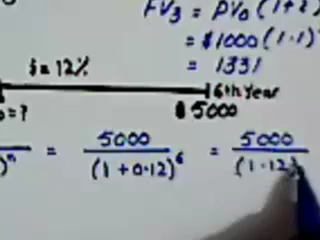 FV₃ = PV₀(1+i)
= $1000(1.1)
= 1331
i = 12%
6th Year
= ?
$5000
)ⁿ = 5000/(1+0.12)⁶ = 5000/(1.12)